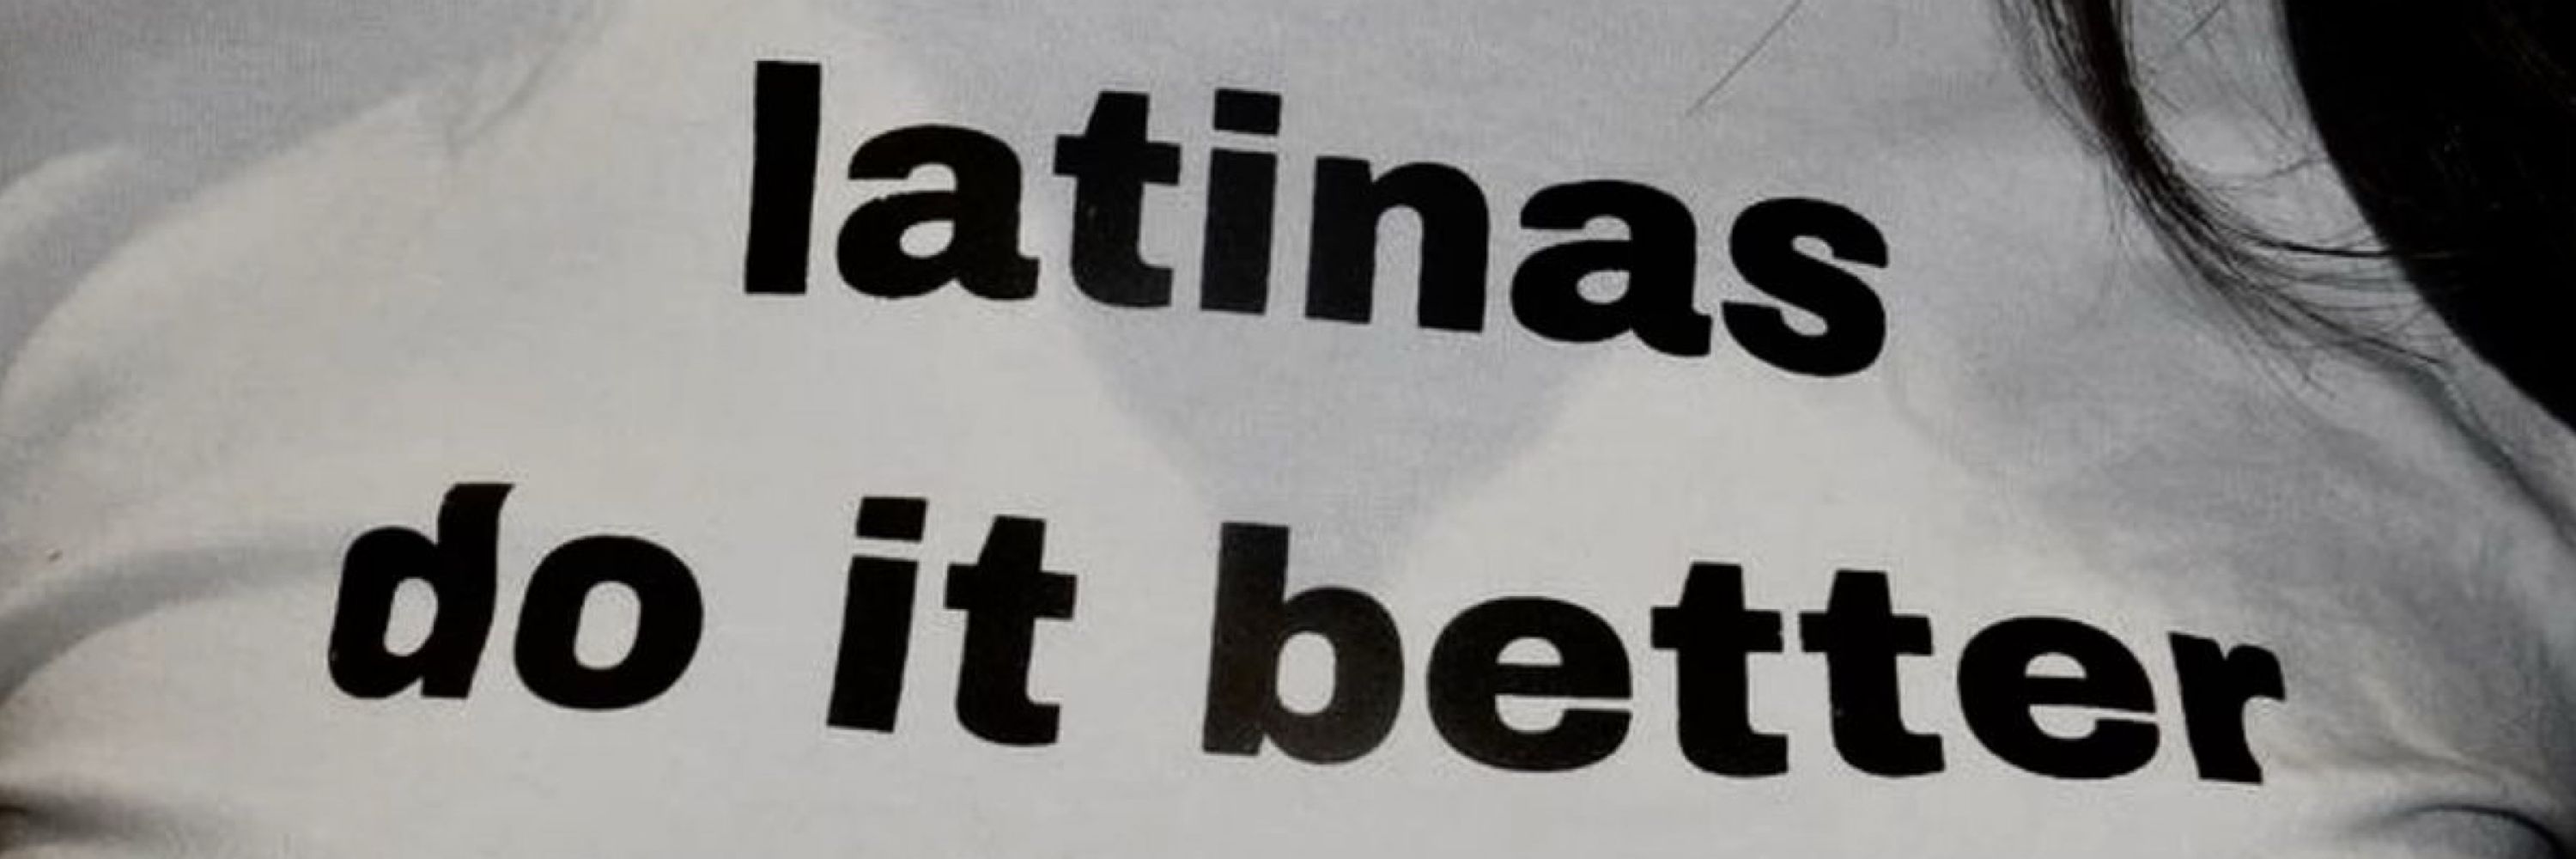 latinas
do it better